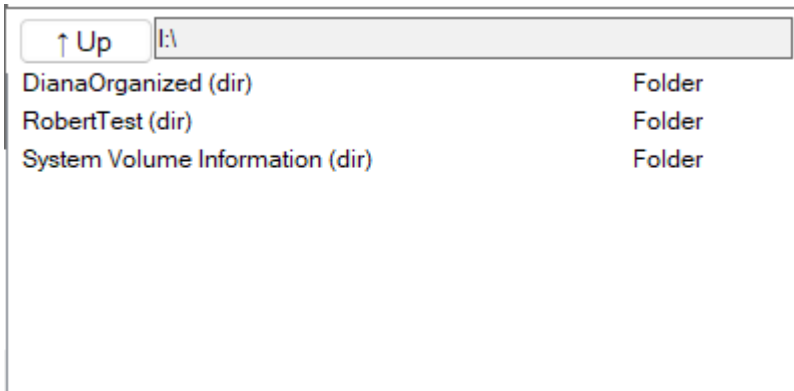 ↑ Up I:\
DianaOrganized (dir) Folder
RobertTest (dir) Folder
System Volume Information (dir) Folder